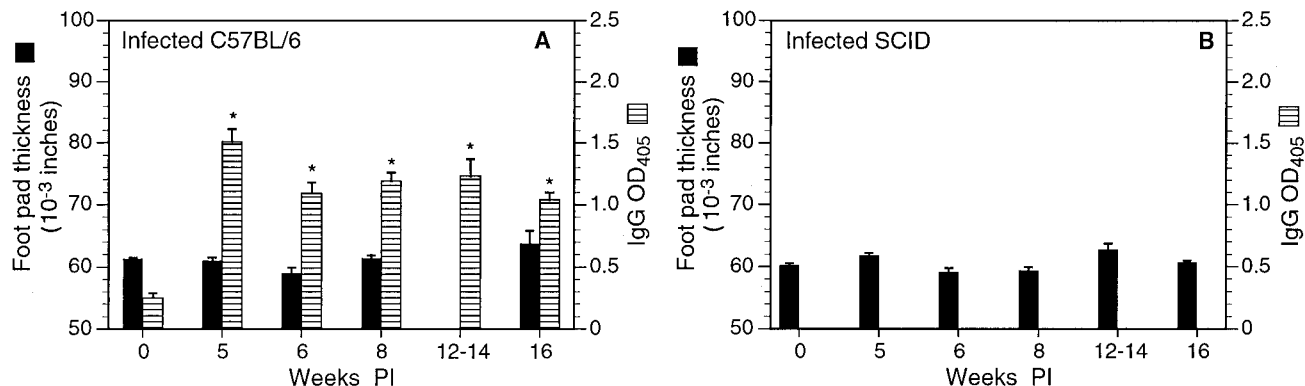 Infected C57BL/6
A
Foot pad thickness
(10-3 inches)
100
90
80
70
60
50
2.5
2.0
1.5
1.0
0.5
0
IgG OD405
*
*
*
*
*
0 5 6 8 12-14 16
Weeks PI
Infected SCID
B
Foot pad thickness
(10-3 inches)
100
90
80
70
60
50
2.5
2.0
1.5
1.0
0.5
0
IgG OD405
0 5 6 8 12-14 16
Weeks PI